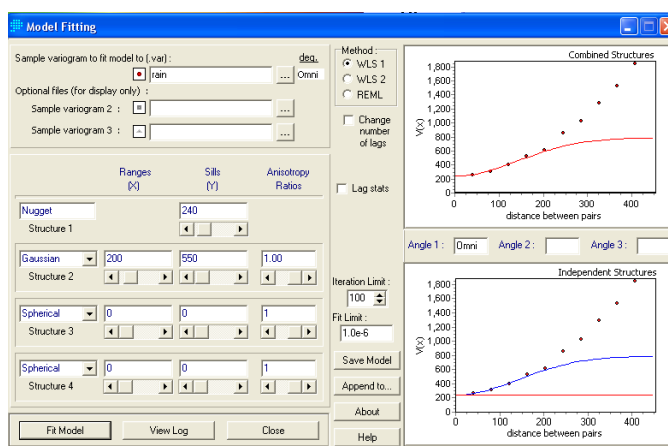 Model Fitting
Sample variogram to fit model to (.var) :
deg.
rain
...
Omni
Optional files (for display only) :
Sample variogram 2 :
...
Sample variogram 3 :
...
Ranges
(X)
Sills
(Y)
Anisotropy
Ratios
Nugget
240
Structure 1
Gaussian
200
550
1.00
Structure 2
Spherical
0
0
1
Structure 3
Spherical
0
0
1
Structure 4
Fit Model
View Log
Close
Method :
WLS 1
WLS 2
REML
Change
number
of lags
Lag stats
Iteration Limit :
100
Fit Limit :
1.0e-6
Save Model
Append to...
About
Help
Combined Structures
1,800
1,600
1,400
1,200
1,000
800
600
400
200
0
V(x)
0
100
200
300
400
distance between pairs
Angle 1 :
Omni
Angle 2 :
Angle 3 :
Independent Structures
1,800
1,600
1,400
1,200
1,000
800
600
400
200
0
V(x)
0
100
200
300
400
distance between pairs